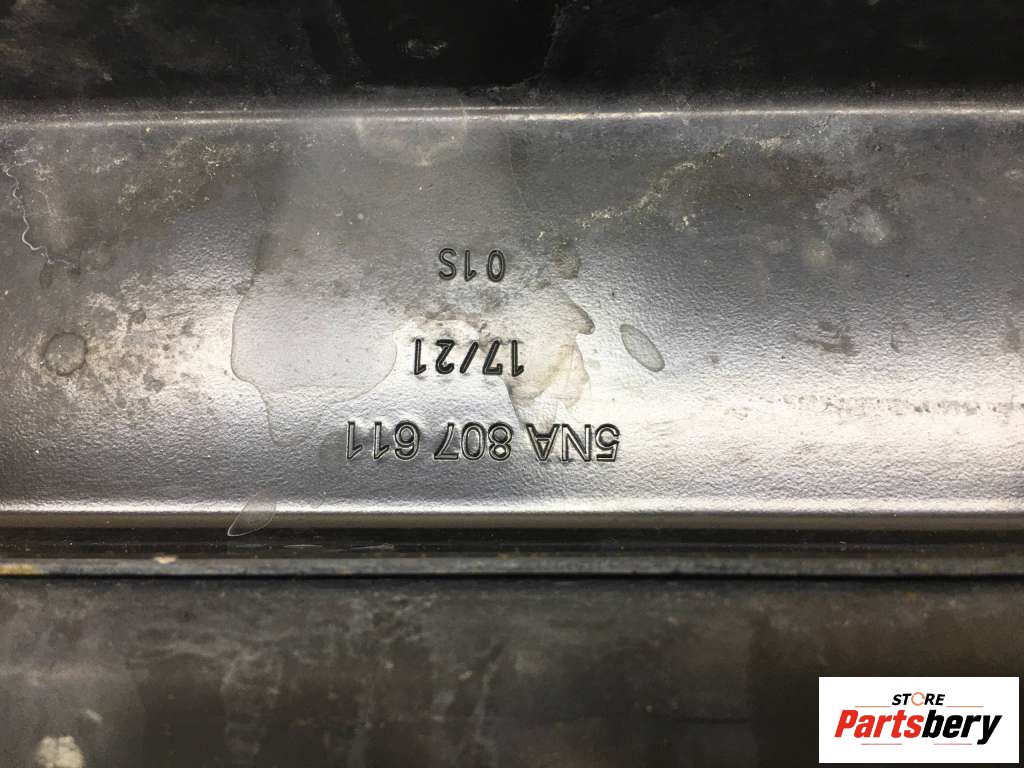 5NA 807 611
17/21
01S
STORE
Partsbery